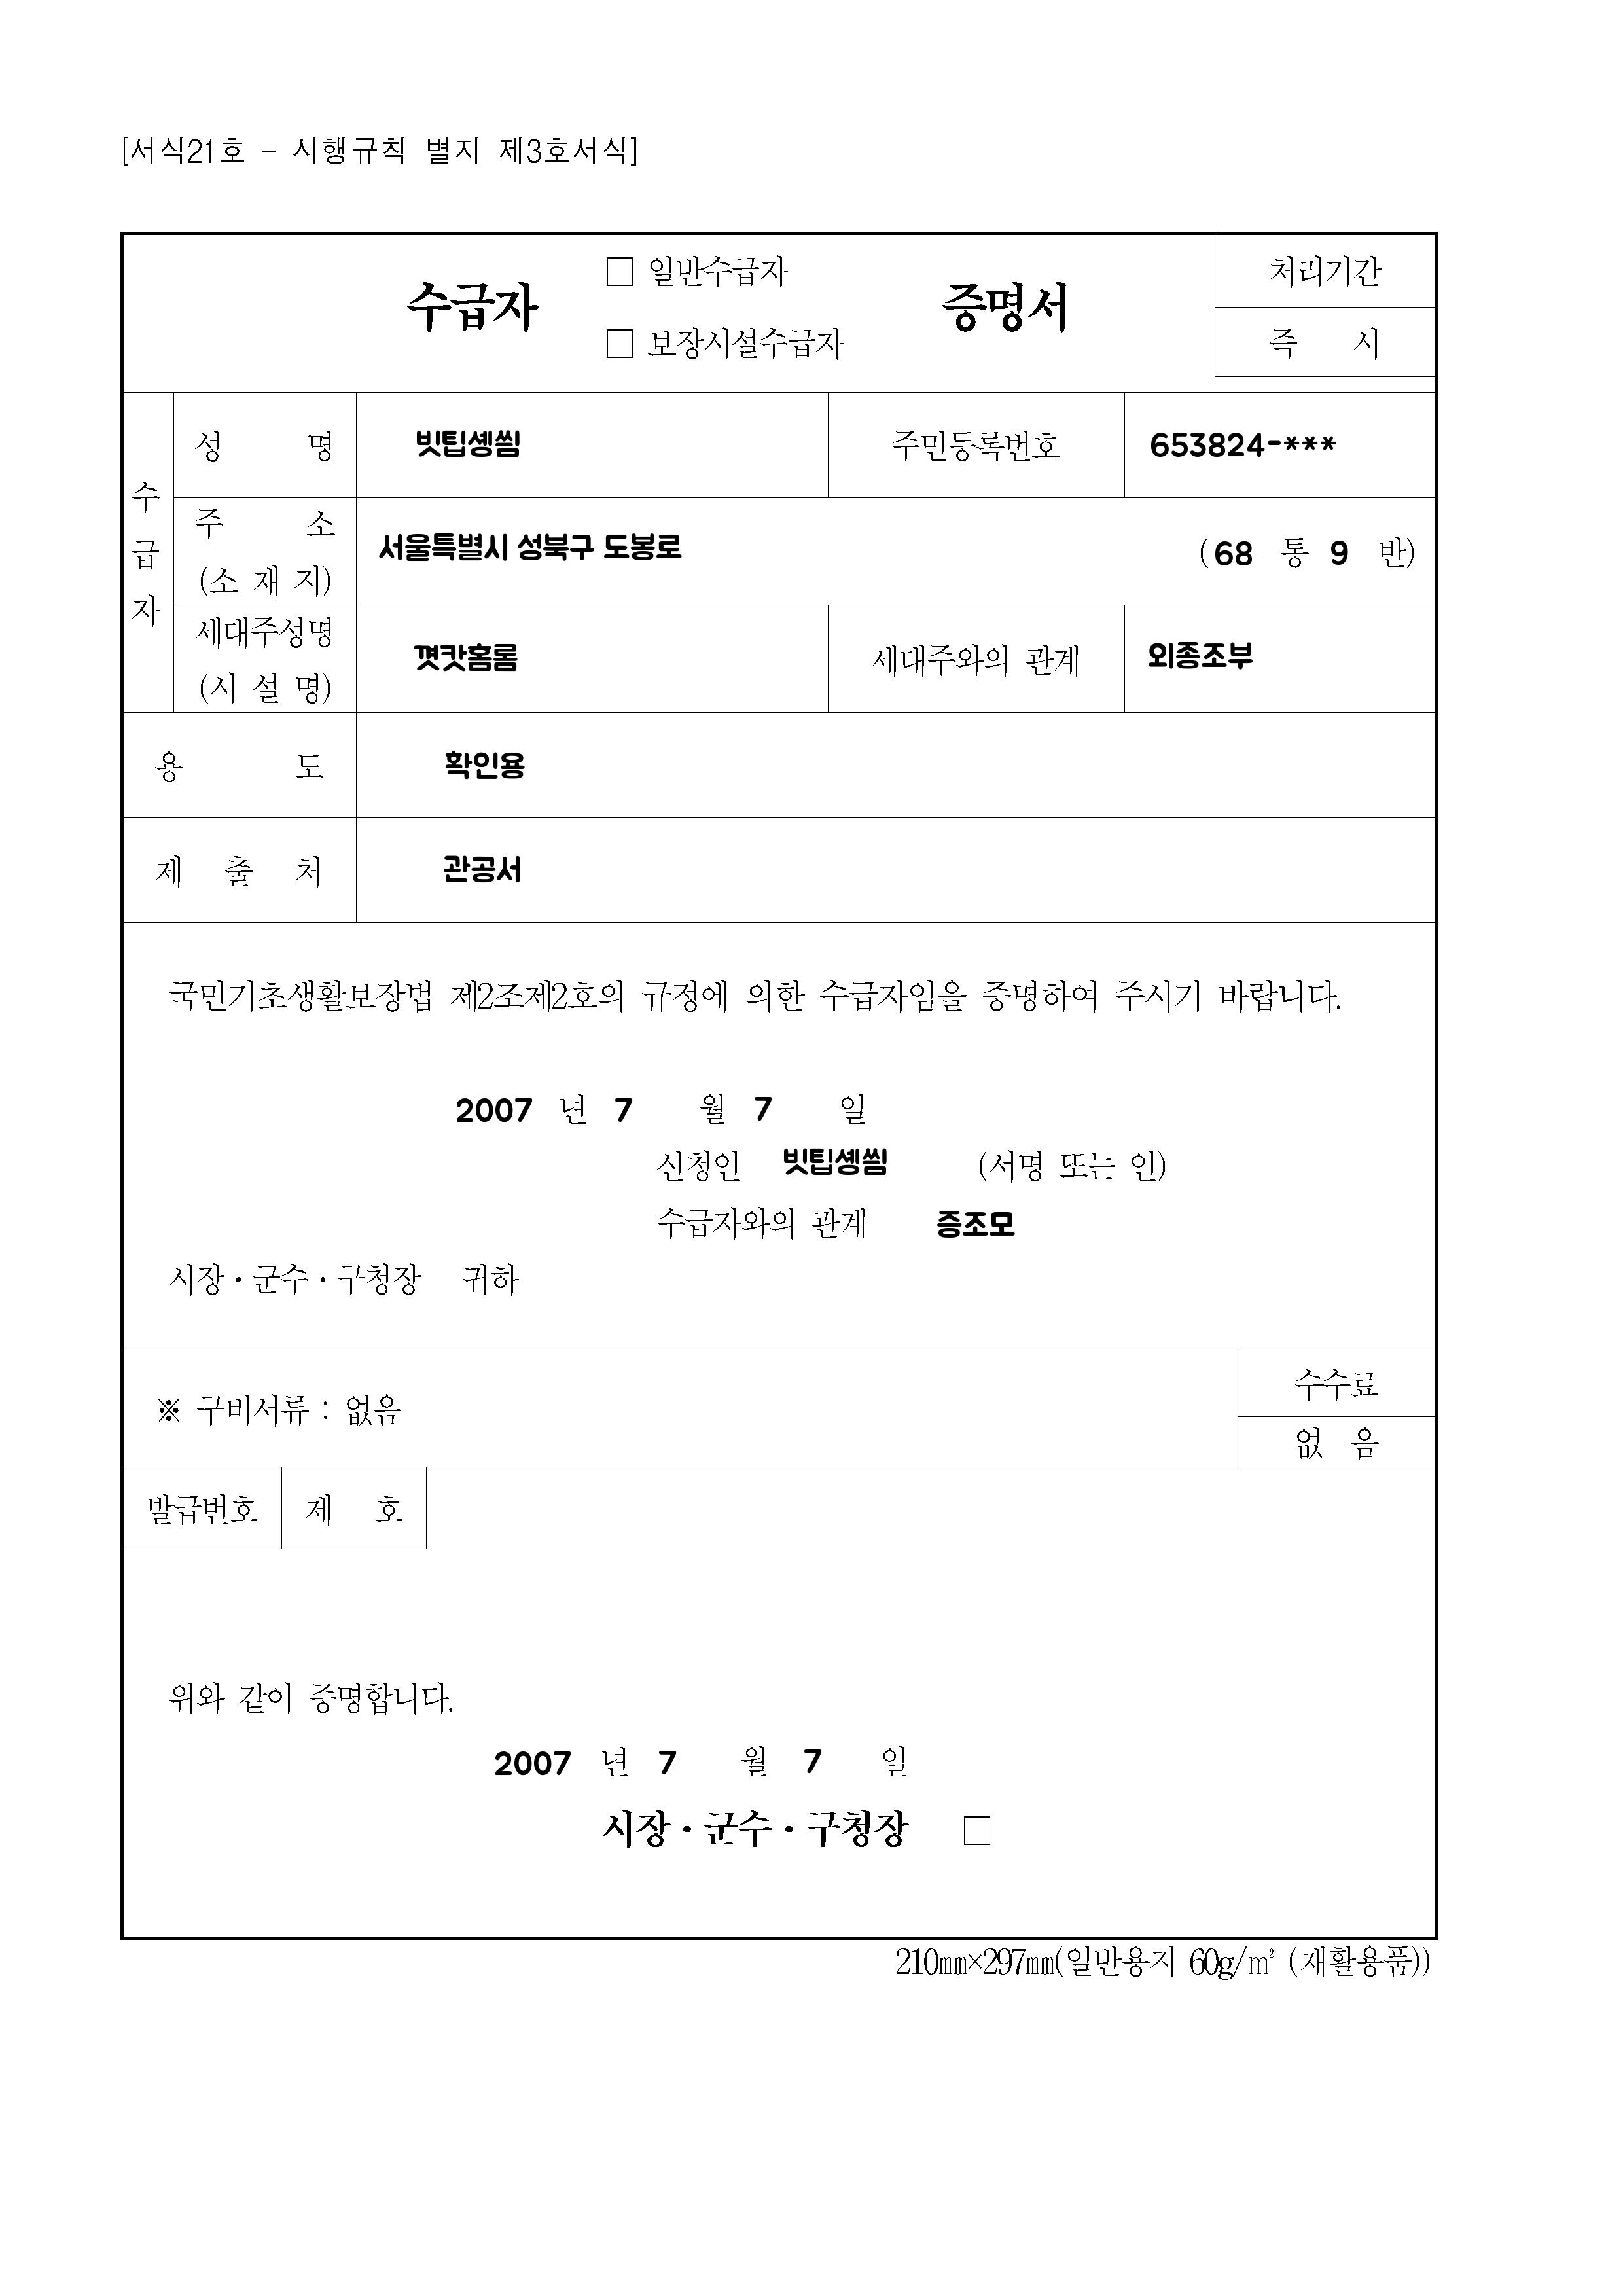 [서식21호 - 시행규칙 별지 제3호서식]
수급자 □ 일반수급자 □ 보장시설수급자 증명서
처리기간
즉 시
수급자
성 명 빗팁솅씜 주민등록번호 653824-***
주 소 (소 재 지) 서울특별시 성북구 도봉로 (68 통 9 반)
세대주성명 (시 설 명) 꼇캇홈롬 세대주와의 관계 외종조부
용 도 확인용
제 출 처 관공서
국민기초생활보장법 제2조제2호의 규정에 의한 수급자임을 증명하여 주시기 바랍니다.
2007 년 7 월 7 일
신청인 빗팁솅씜 (서명 또는 인)
수급자와의 관계 증조모
시장·군수·구청장 귀하
※ 구비서류 : 없음
수수료
없 음
발급번호 제 호
위와 같이 증명합니다.
2007 년 7 월 7 일
시장·군수·구청장 □
210㎜×297㎜(일반용지 60g/㎡ (재활용품))